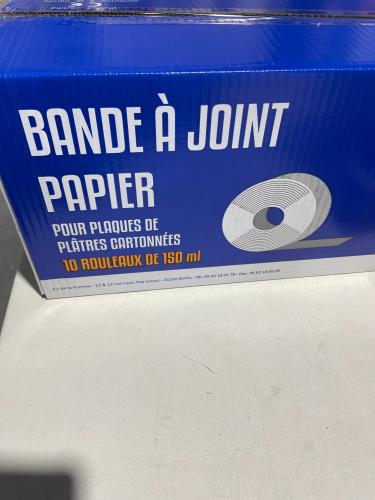 BANDE À JOINT
PAPIER
POUR PLAQUES DE
PLÂTRES CARTONNÉES
10 ROULEAUX DE 150 ml